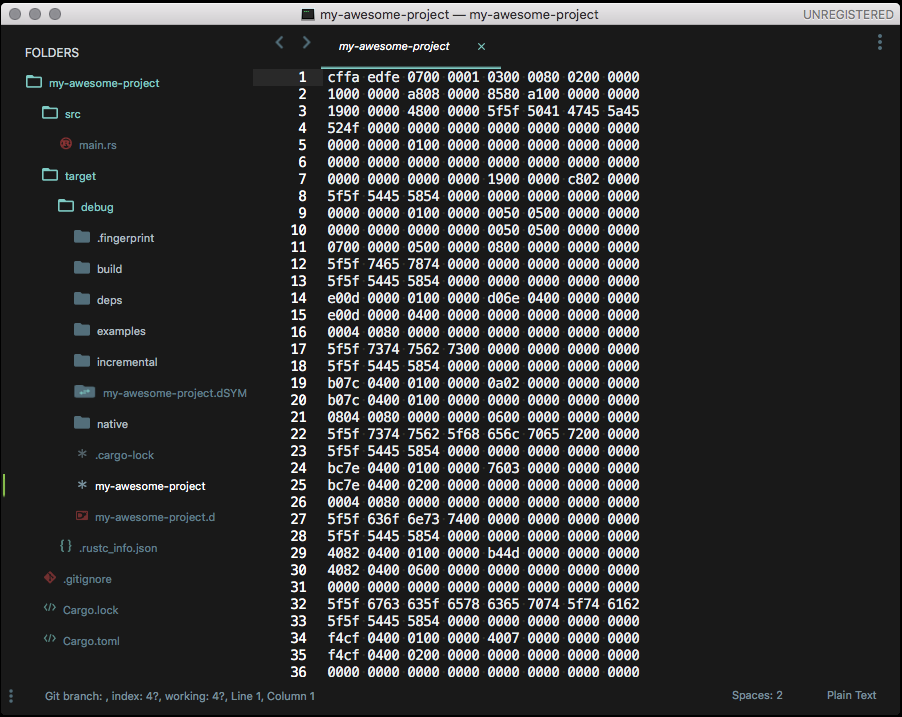 my-awesome-project — my-awesome-project
UNREGISTERED
FOLDERS
my-awesome-project
src
main.rs
target
debug
.fingerprint
build
deps
examples
incremental
my-awesome-project.dSYM
native
.cargo-lock
my-awesome-project
my-awesome-project.d
.rustc_info.json
.gitignore
Cargo.lock
Cargo.toml
my-awesome-project ×
1 cffa edfe 0700 0001 0300 0080 0200 0000
2 1000 0000 a808 0000 8580 a100 0000 0000
3 1900 0000 4800 0000 5f5f 5041 4745 5a45
4 524f 0000 0000 0000 0000 0000 0000 0000
5 0000 0000 0100 0000 0000 0000 0000 0000
6 0000 0000 0000 0000 0000 0000 0000 0000
7 0000 0000 0000 0000 1900 0000 c802 0000
8 5f5f 5445 5854 0000 0000 0000 0000 0000
9 0000 0000 0100 0000 0050 0500 0000 0000
10 0000 0000 0000 0000 0050 0500 0000 0000
11 0700 0000 0500 0000 0800 0000 0000 0000
12 5f5f 7465 7874 0000 0000 0000 0000 0000
13 5f5f 5445 5854 0000 0000 0000 0000 0000
14 e00d 0000 0100 0000 d06e 0400 0000 0000
15 e00d 0000 0400 0000 0000 0000 0000 0000
16 0004 0080 0000 0000 0000 0000 0000 0000
17 5f5f 7374 7562 7300 0000 0000 0000 0000
18 5f5f 5445 5854 0000 0000 0000 0000 0000
19 b07c 0400 0100 0000 0a02 0000 0000 0000
20 b07c 0400 0100 0000 0000 0000 0000 0000
21 0804 0080 0000 0000 0600 0000 0000 0000
22 5f5f 7374 7562 5f68 656c 7065 7200 0000
23 5f5f 5445 5854 0000 0000 0000 0000 0000
24 bc7e 0400 0100 0000 7603 0000 0000 0000
25 bc7e 0400 0200 0000 0000 0000 0000 0000
26 0004 0080 0000 0000 0000 0000 0000 0000
27 5f5f 636f 6e73 7400 0000 0000 0000 0000
28 5f5f 5445 5854 0000 0000 0000 0000 0000
29 4082 0400 0100 0000 b44d 0000 0000 0000
30 4082 0400 0600 0000 0000 0000 0000 0000
31 0000 0000 0000 0000 0000 0000 0000 0000
32 5f5f 6763 635f 6578 6365 7074 5f74 6162
33 5f5f 5445 5854 0000 0000 0000 0000 0000
34 f4cf 0400 0100 0000 4007 0000 0000 0000
35 f4cf 0400 0200 0000 0000 0000 0000 0000
36 0000 0000 0000 0000 0000 0000 0000 0000
Git branch: , index: 4?, working: 4?, Line 1, Column 1
Spaces: 2
Plain Text